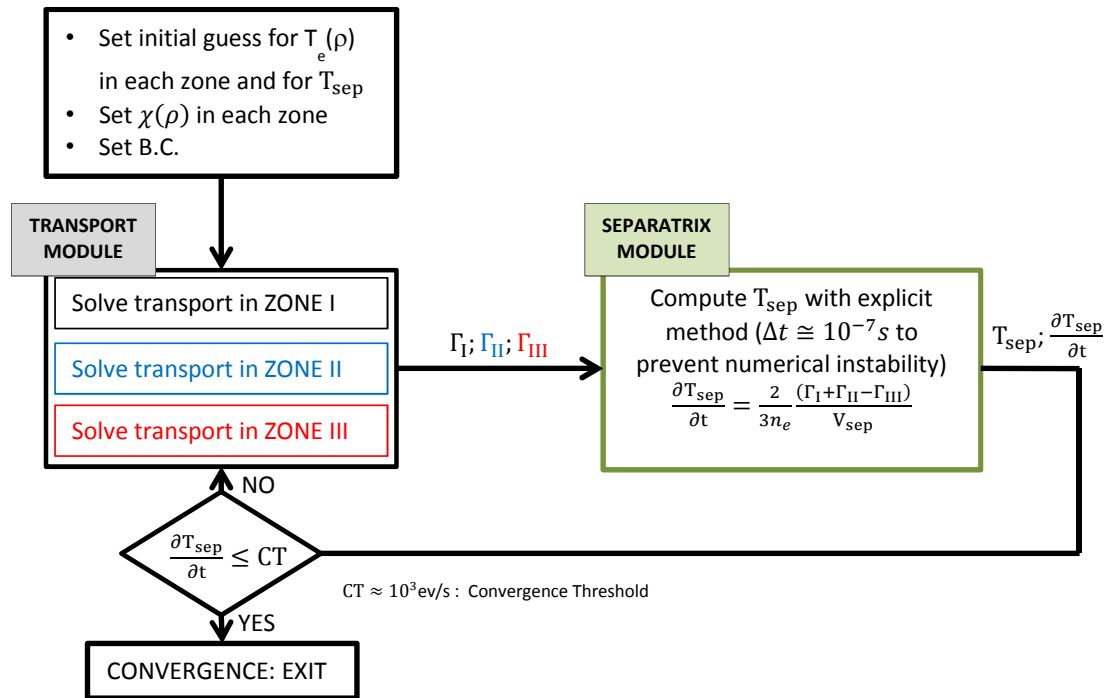 • Set initial guess for T_e(ρ)
in each zone and for T_sep
• Set χ(ρ) in each zone
• Set B.C.
TRANSPORT
MODULE
Solve transport in ZONE I
Solve transport in ZONE II
Solve transport in ZONE III
Γ_I; Γ_II; Γ_III
SEPARATRIX
MODULE
Compute T_sep with explicit
method (Δt ≅ 10^−7 s to
prevent numerical instability)
∂T_sep/∂t = 2/(3n_e) (Γ_I+Γ_II−Γ_III)/V_sep
T_sep; ∂T_sep/∂t
NO
∂T_sep/∂t ≤ CT
CT ≈ 10^3 ev/s : Convergence Threshold
YES
CONVERGENCE: EXIT